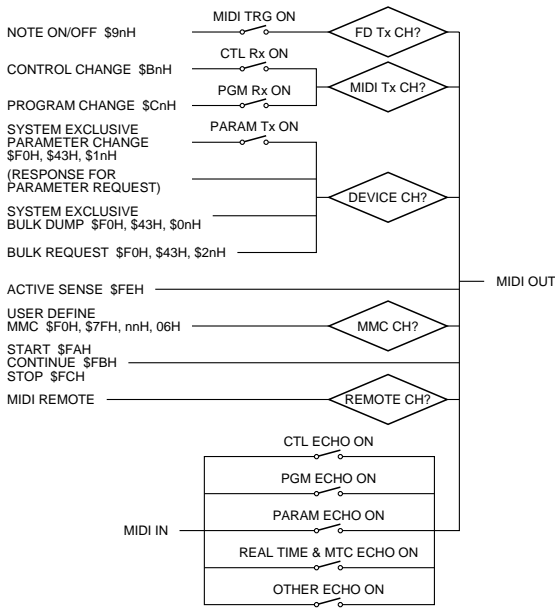 MIDI TRG ON
NOTE ON/OFF $9nH
FD Tx CH?
CTL Rx ON
CONTROL CHANGE $BnH
MIDI Tx CH?
PGM Rx ON
PROGRAM CHANGE $CnH
SYSTEM EXCLUSIVE
PARAMETER CHANGE
$F0H, $43H, $1nH
PARAM Tx ON
(RESPONSE FOR
PARAMETER REQUEST)
DEVICE CH?
SYSTEM EXCLUSIVE
BULK DUMP $F0H, $43H, $0nH
BULK REQUEST $F0H, $43H, $2nH
MIDI OUT
ACTIVE SENSE $FEH
USER DEFINE
MMC $F0H, $7FH, nnH, 06H
MMC CH?
START $FAH
CONTINUE $FBH
STOP $FCH
MIDI REMOTE
REMOTE CH?
CTL ECHO ON
PGM ECHO ON
PARAM ECHO ON
MIDI IN
REAL TIME & MTC ECHO ON
OTHER ECHO ON